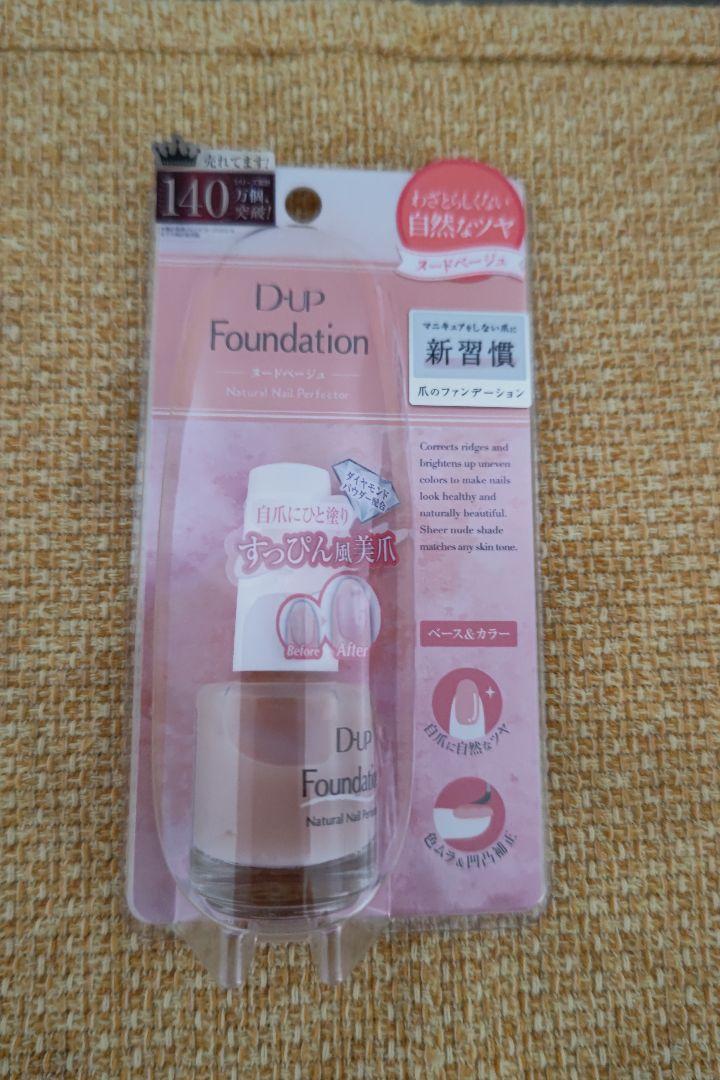 売れてます!
140
万個、
突破!
わざとらしくない
自然なツヤ
ヌードベージュ
D-UP
Foundation
ヌードベージュ
Natural Nail Perfector
マニキュアをしない爪に
新習慣
爪のファンデーション
Corrects ridges and
brightens up uneven
colors to make nails
look healthy and
naturally beautiful.
Sheer nude shade
matches any skin tone.
ダイヤモンド
パウダー配合
自爪にひと塗り
すっぴん風美爪
Before
After
ベース&カラー
自爪に自然なツヤ
色ムラ&凹凸補正
D-UP
Foundation
Natural Nail